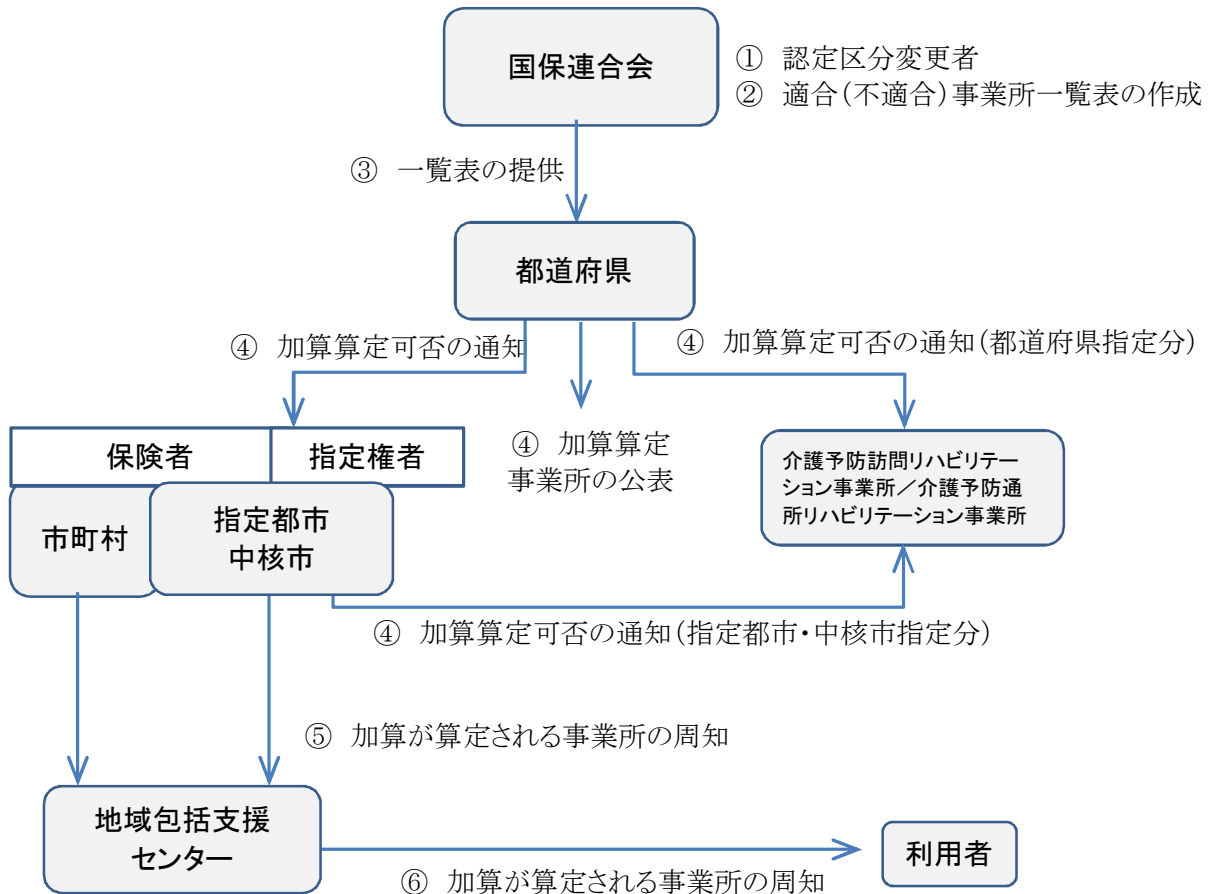 国保連合会
① 認定区分変更者
② 適合(不適合)事業所一覧表の作成
③ 一覧表の提供
都道府県
④ 加算算定可否の通知
④ 加算算定可否の通知(都道府県指定分)
保険者
指定権者
④ 加算算定
事業所の公表
介護予防訪問リハビリテー
ション事業所／介護予防通
所リハビリテーション事業所
市町村
指定都市
中核市
④ 加算算定可否の通知(指定都市・中核市指定分)
⑤ 加算が算定される事業所の周知
地域包括支援
センター
利用者
⑥ 加算が算定される事業所の周知